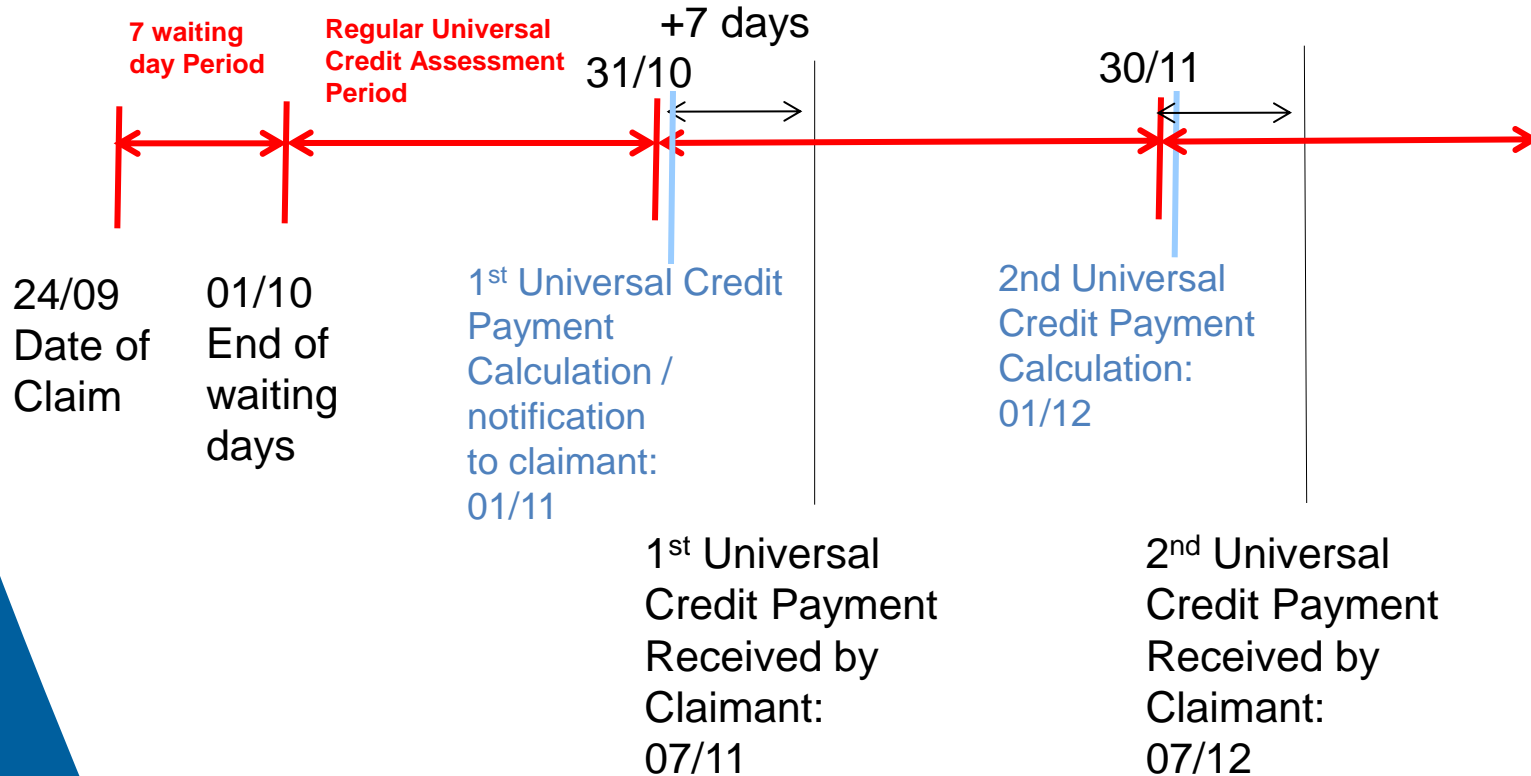 7 waiting
day Period
Regular Universal
Credit Assessment
Period
+7 days
31/10
30/11
24/09
Date of
Claim
01/10
End of
waiting
days
1st Universal Credit
Payment
Calculation /
notification
to claimant:
01/11
2nd Universal
Credit Payment
Calculation:
01/12
1st Universal
Credit Payment
Received by
Claimant:
07/11
2nd Universal
Credit Payment
Received by
Claimant:
07/12